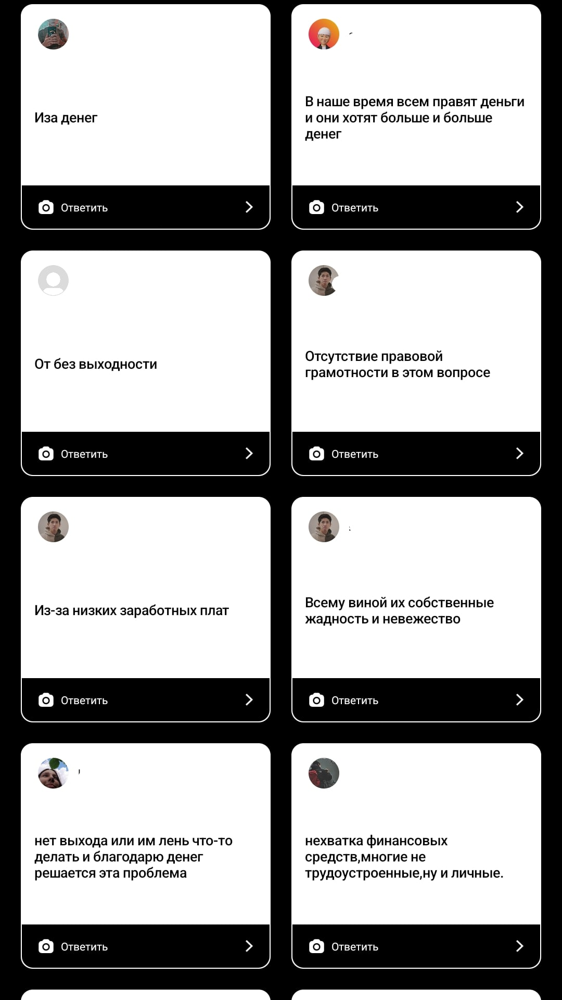 Иза денег
Ответить
В наше время всем правят деньги
и они хотят больше и больше
денег
Ответить
От без выходности
Ответить
Отсутствие правовой
грамотности в этом вопросе
Ответить
Из-за низких заработных плат
Ответить
Всему виной их собственные
жадность и невежество
Ответить
нет выхода или им лень что-то
делать и благодарю денег
решается эта проблема
Ответить
нехватка финансовых
средств,многие не
трудоустроенные,ну и личные.
Ответить